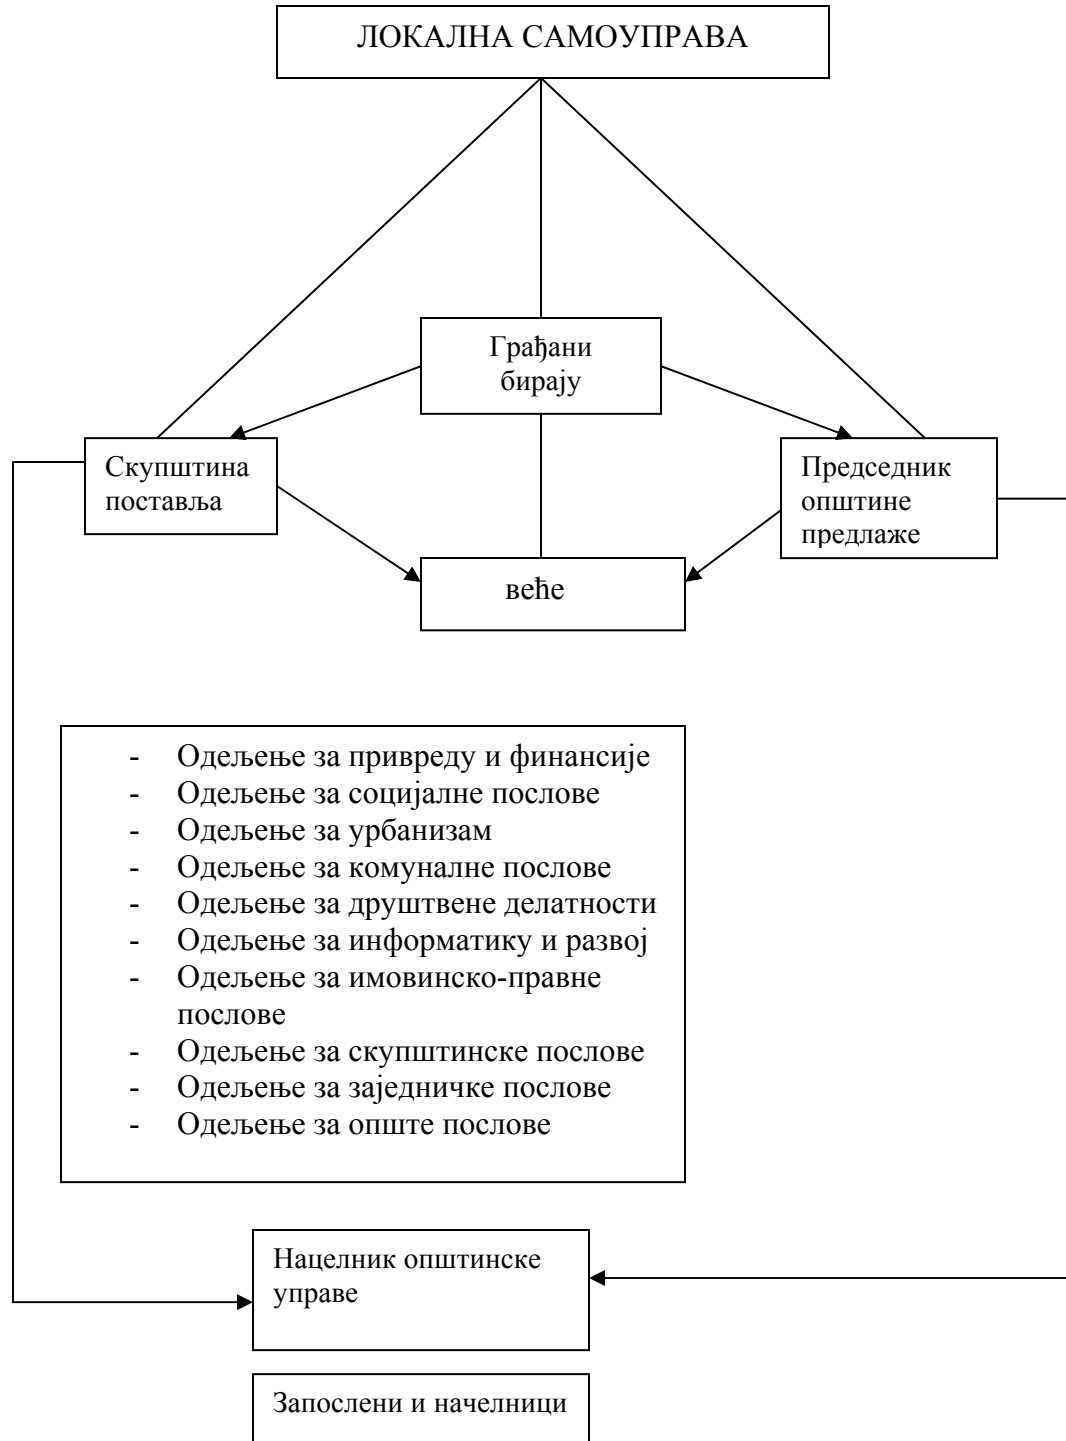 ЛОКАЛНА САМОУПРАВА
Грађани
бирају
Скупштина
поставља
Председник
општине
предлаже
веће
- Одељење за привреду и финансије
- Одељење за социјалне послове
- Одељење за урбанизам
- Одељење за комуналне послове
- Одељење за друштвене делатности
- Одељење за информатику и развој
- Одељење за имовинско-правне
послове
- Одељење за скупштинске послове
- Одељење за заједничке послове
- Одељење за опште послове
Нацелник општинске
управе
Запослени и начелници